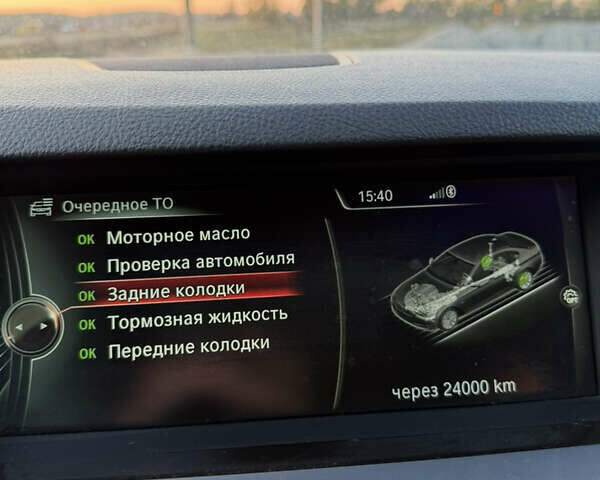 Очередное ТО
15:40
OK Моторное масло
OK Проверка автомобиля
OK Задние колодки
OK Тормозная жидкость
OK Передние колодки
через 24000 km